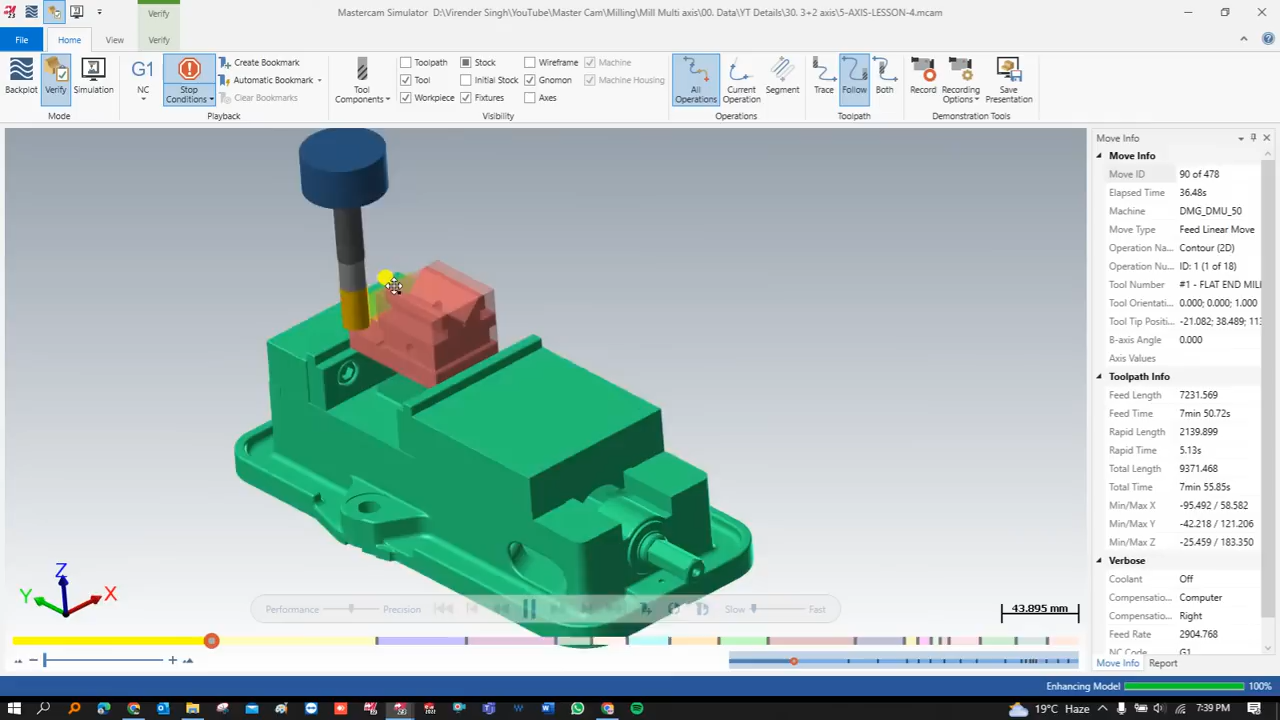 Verify
Mastercam Simulator D:\Virender Singh\YouTube\Master Cam\Milling\Mill Multi axis\00. Data\YT Details\30. 3+2 axis\5-AXIS-LESSON-4.mcam
File Home View Verify
Backplot Verify Simulation
Mode
G1 NC
Stop Conditions
Create Bookmark
Automatic Bookmark
Clear Bookmarks
Playback
Tool Components
Toolpath Stock Wireframe Machine
Tool Initial Stock Gnomon Machine Housing
Workpiece Fixtures Axes
Visibility
All Operations Current Operation Segment
Operations
Trace Follow Both
Toolpath
Record Recording Options Save Presentation
Demonstration Tools
Move Info
Move Info
Move ID 90 of 478
Elapsed Time 36.48s
Machine DMG_DMU_50
Move Type Feed Linear Move
Operation Na... Contour (2D)
Operation Nu... ID: 1 (1 of 18)
Tool Number #1 - FLAT END MIL
Tool Orientati... 0.000; 0.000; 1.000
Tool Tip Positi... -21.082; 38.489; 113
B-axis Angle 0.000
Axis Values
Toolpath Info
Feed Length 7231.569
Feed Time 7min 50.72s
Rapid Length 2139.899
Rapid Time 5.13s
Total Length 9371.468
Total Time 7min 55.85s
Min/Max X -95.492 / 58.582
Min/Max Y -42.218 / 121.206
Min/Max Z -25.459 / 183.350
Verbose
Coolant Off
Compensatio... Computer
Compensatio... Right
Feed Rate 2904.768
NC Code G1
Z
Y X
Performance Precision
Slow Fast
43.895 mm
Move Info Report
Enhancing Model 100%
19°C Haze
ENG 7:39 PM